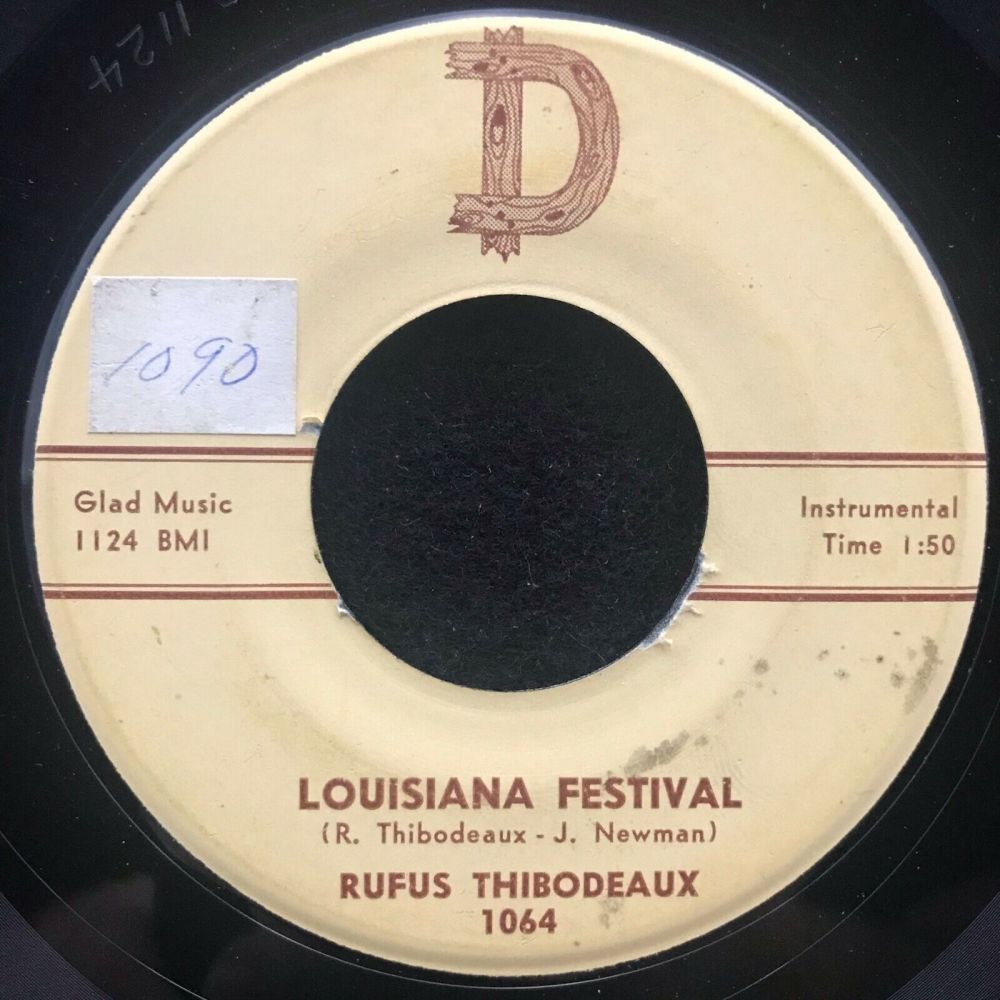 1124
D
1090
Glad Music
1124 BMI
Instrumental
Time 1:50
LOUISIANA FESTIVAL
(R. Thibodeaux - J. Newman)
RUFUS THIBODEAUX
1064